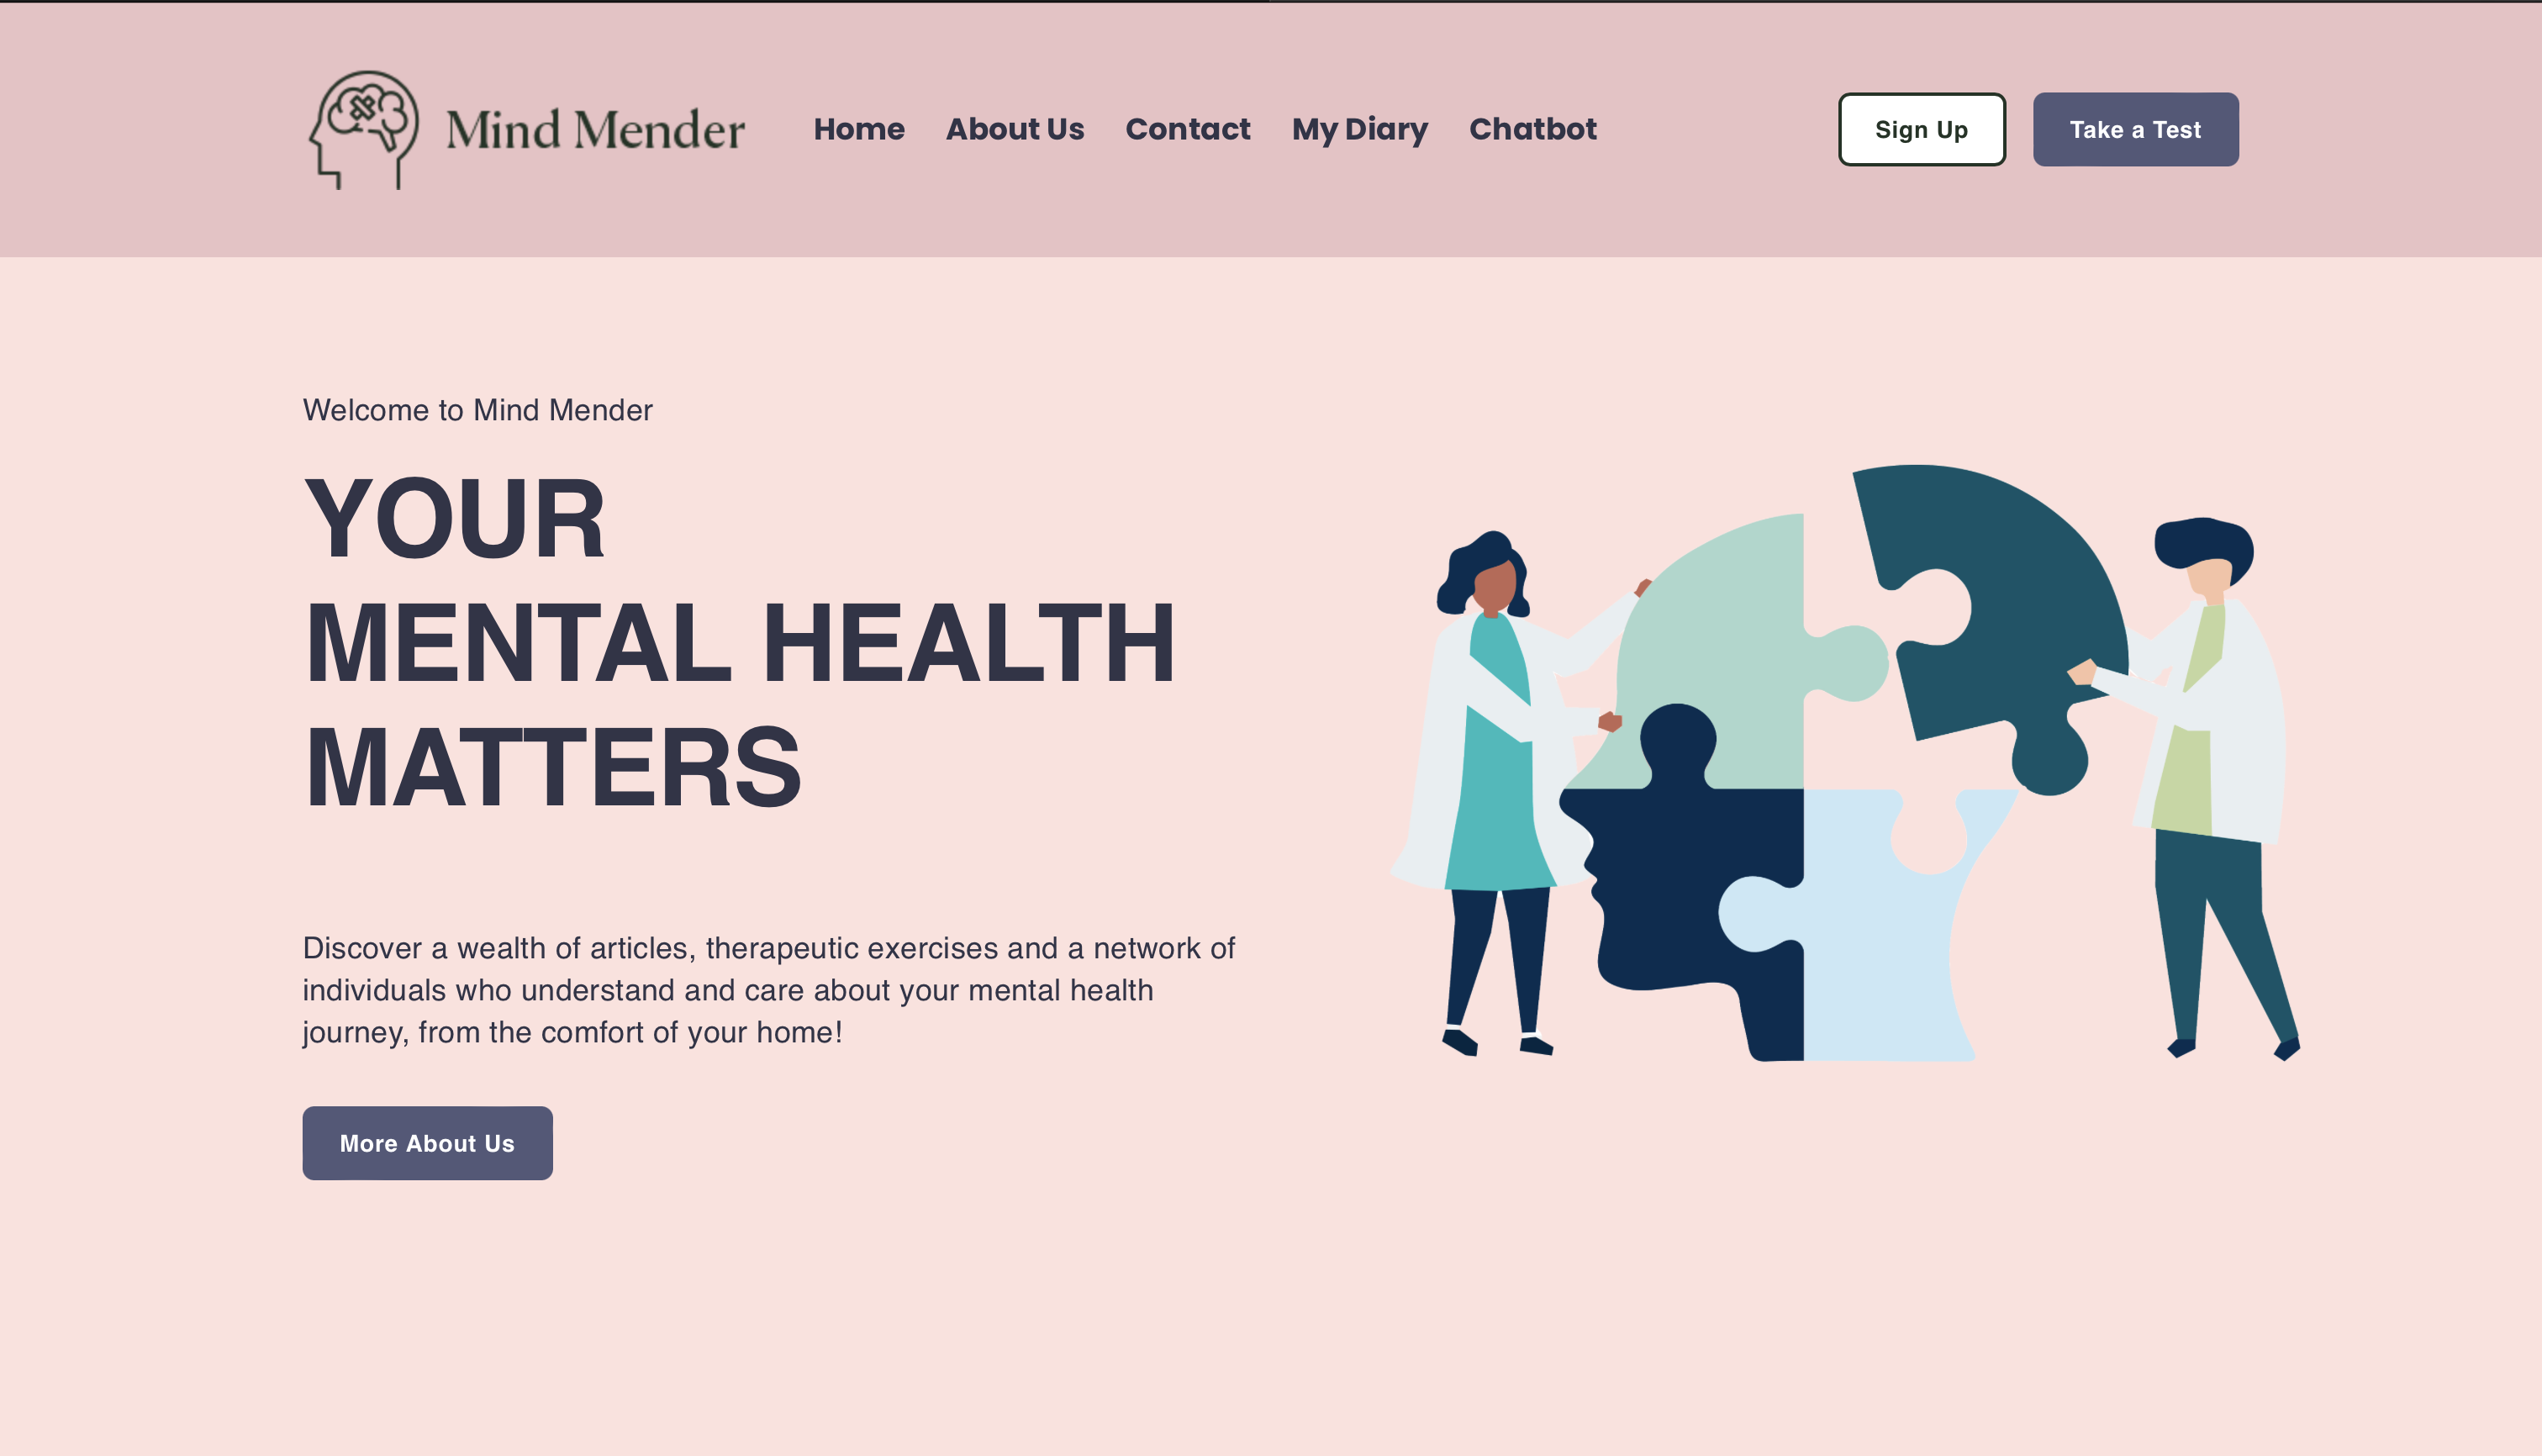 Mind Mender
Home About Us Contact My Diary Chatbot
Sign Up Take a Test
Welcome to Mind Mender
YOUR
MENTAL HEALTH
MATTERS
Discover a wealth of articles, therapeutic exercises and a network of
individuals who understand and care about your mental health
journey, from the comfort of your home!
More About Us